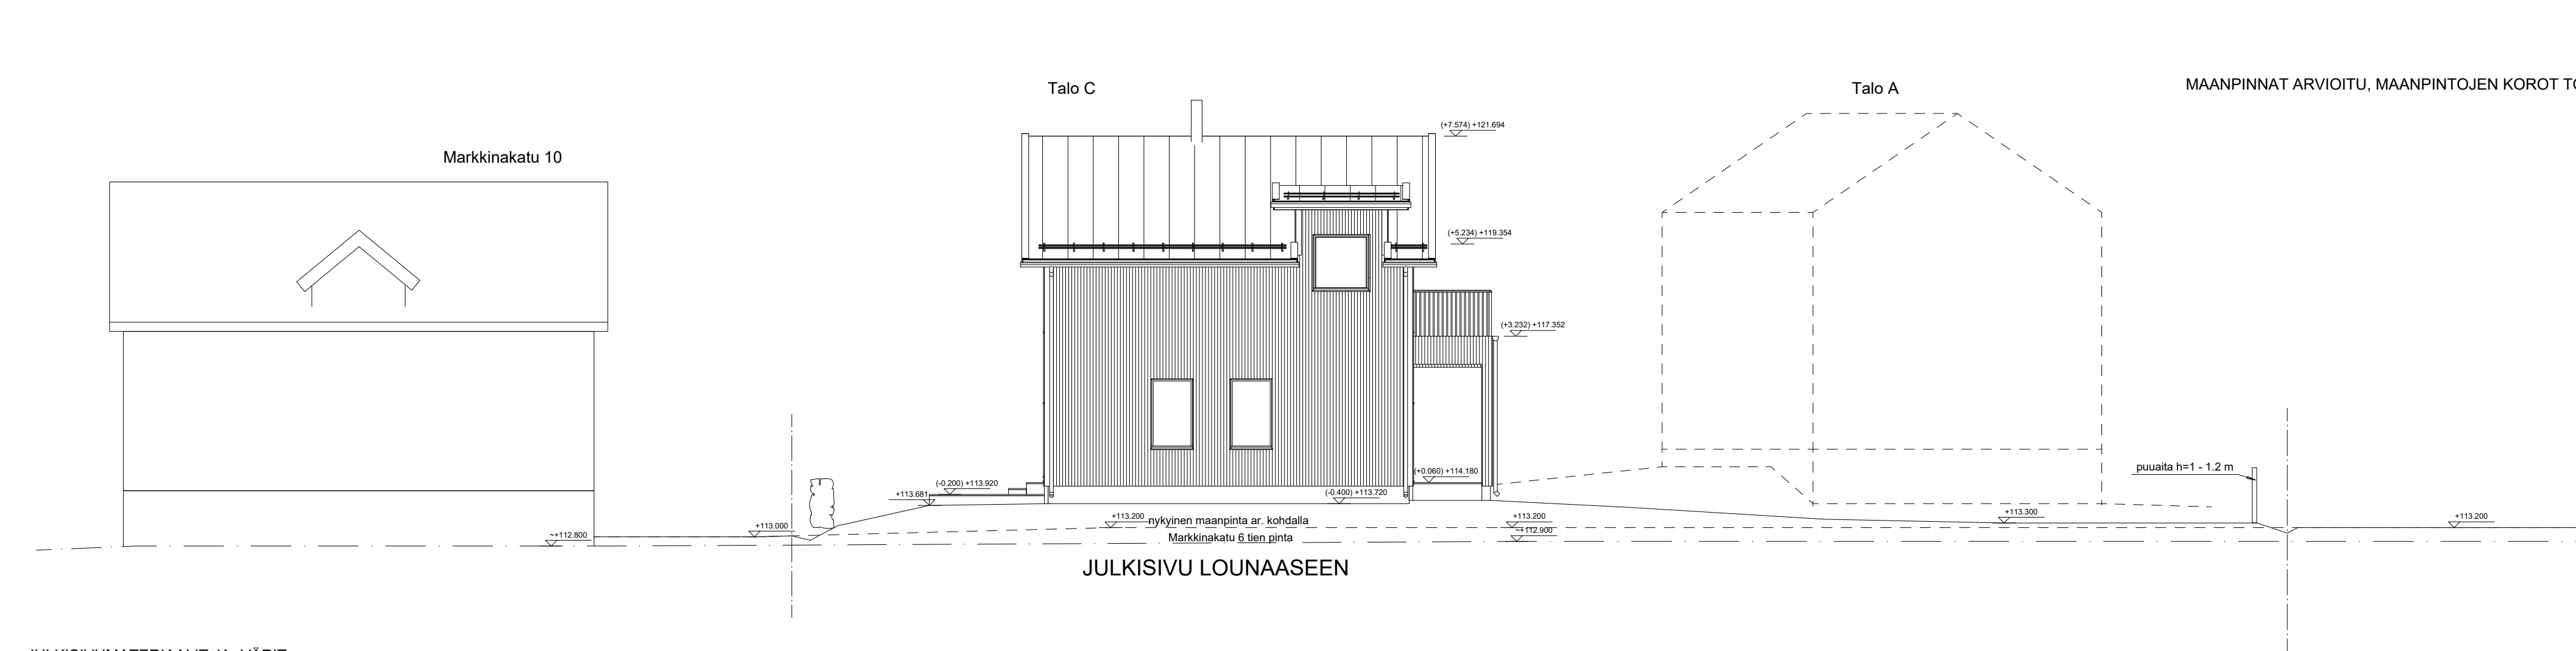 Talo C
Talo A
MAANPINNAT ARVIOITU, MAANPINTOJEN KOROT
Markkinakatu 10
(+7.574) +121.694
(+5.234) +119.354
(+3.232) +117.352
puuaita h=1 - 1.2 m
(+0.060) +114.180
(-0.200) +113.920
+113.681
(-0.400) +113.720
+113.300
+113.200
nykyinen maanpinta ar. kohdalla
+113.200
+113.200
+113.000
~+112.800
Markkinakatu 6 tien pinta
~+112.900
JULKISIVU LOUNAASEEN